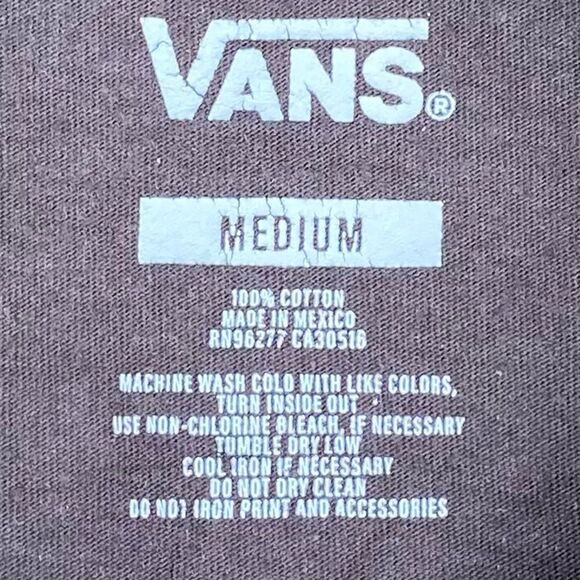 VANS®
MEDIUM
100% COTTON
MADE IN MEXICO
RN96277 CA30516
MACHINE WASH COLD WITH LIKE COLORS,
TURN INSIDE OUT
USE NON-CHLORINE BLEACH, IF NECESSARY
TUMBLE DRY LOW
COOL IRON IF NECESSARY
DO NOT DRY CLEAN
DO NOT IRON PRINT AND ACCESSORIES